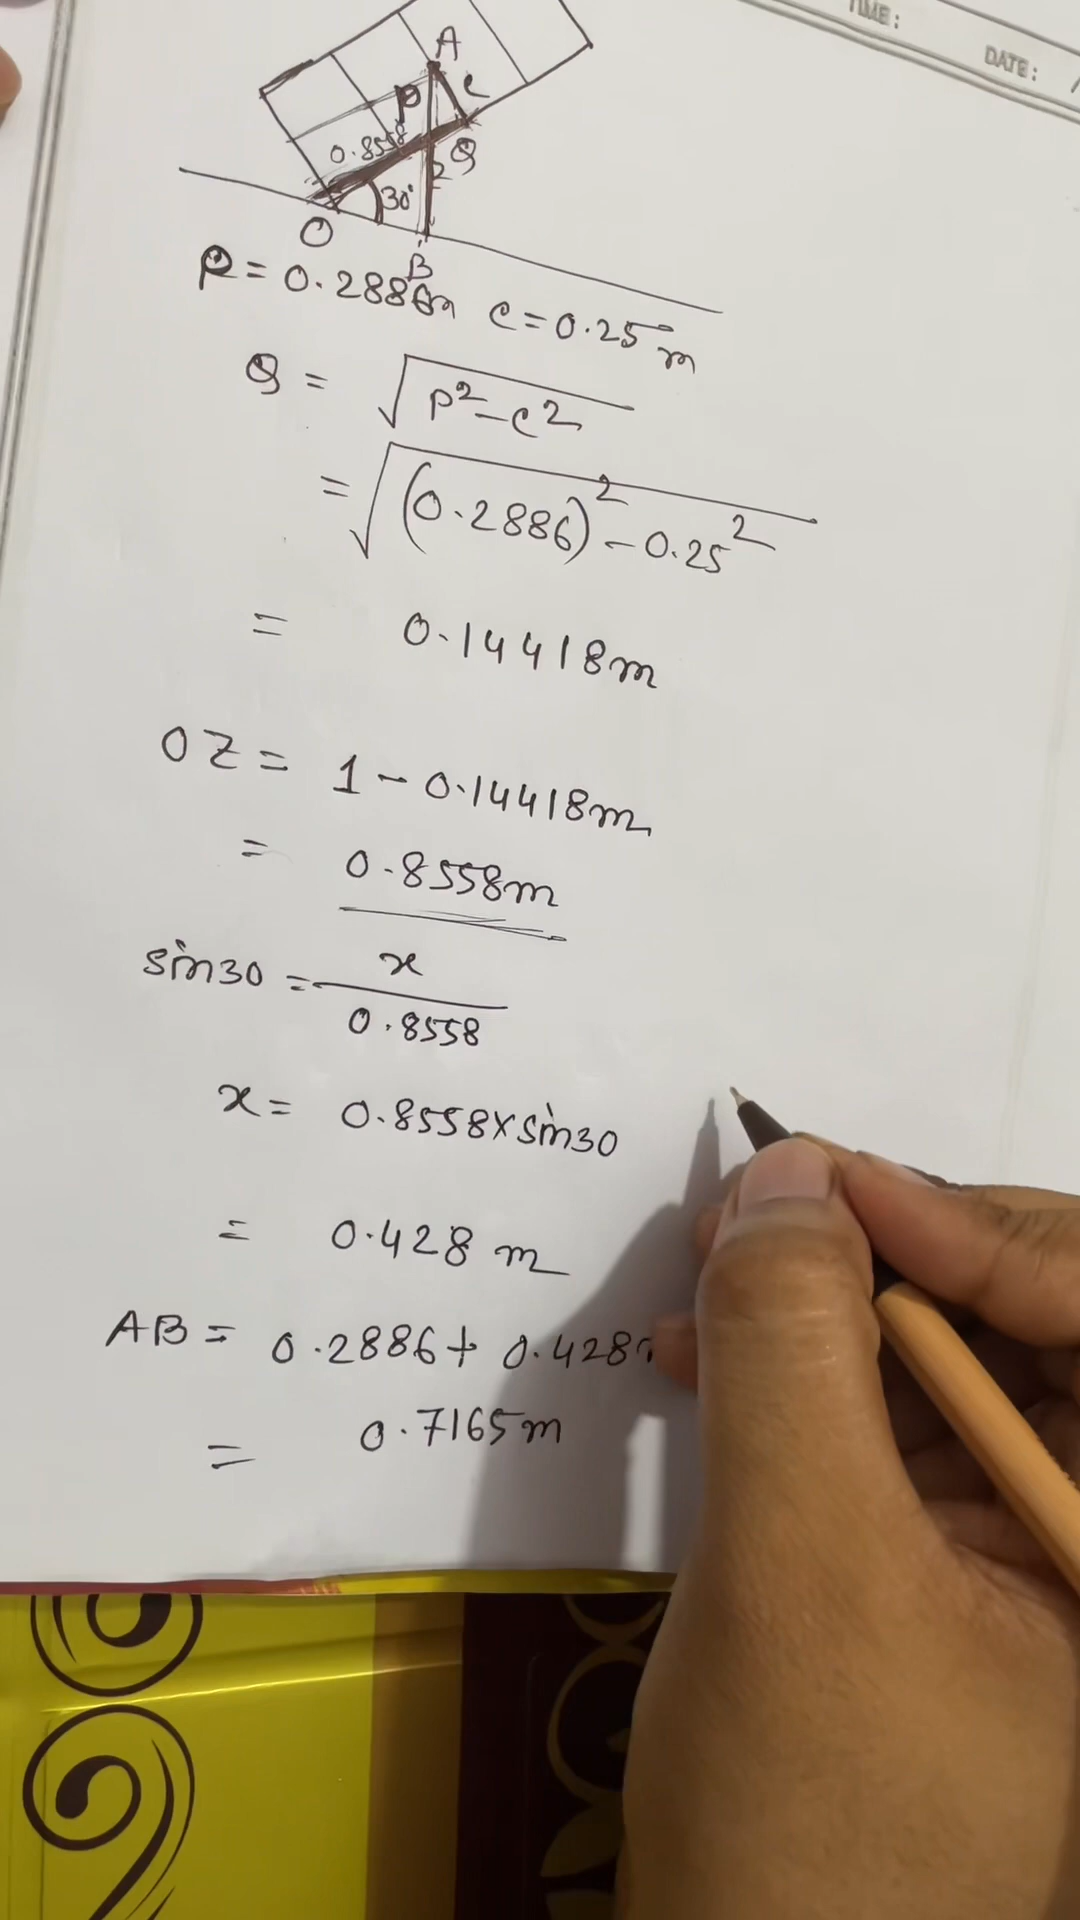 TIME:
DATE:
A
P
c
0.8558
Q
Z
30°
O
B
P = 0.2886m c = 0.25m
Q = √P²-c²
= √(0.2886)² - 0.25²
= 0.14418m
OZ = 1 - 0.14418m
= 0.8558m
sin30 = x
0.8558
x = 0.8558×sin30
= 0.428 m
AB = 0.2886 + 0.428
= 0.7165m